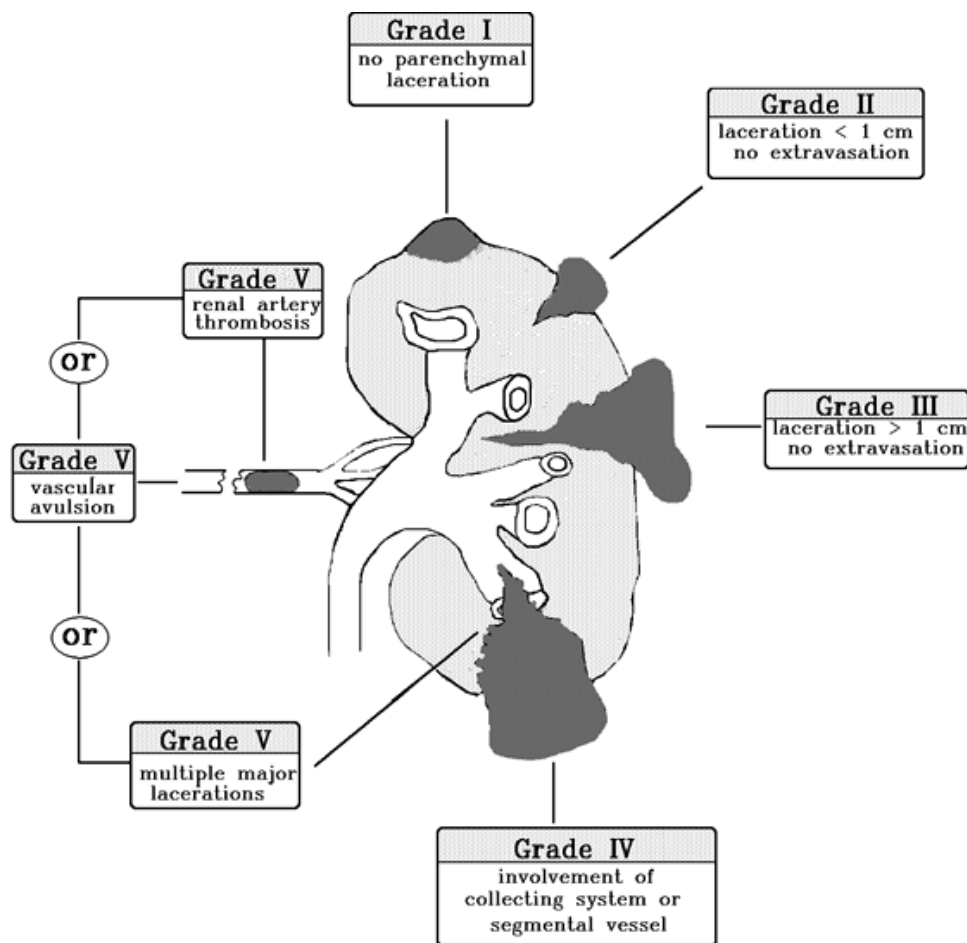 Grade I
no parenchymal
laceration
Grade II
laceration < 1 cm
no extravasation
Grade V
renal artery
thrombosis
or
Grade III
laceration > 1 cm
no extravasation
Grade V
vascular
avulsion
or
Grade V
multiple major
lacerations
Grade IV
involvement of
collecting system or
segmental vessel